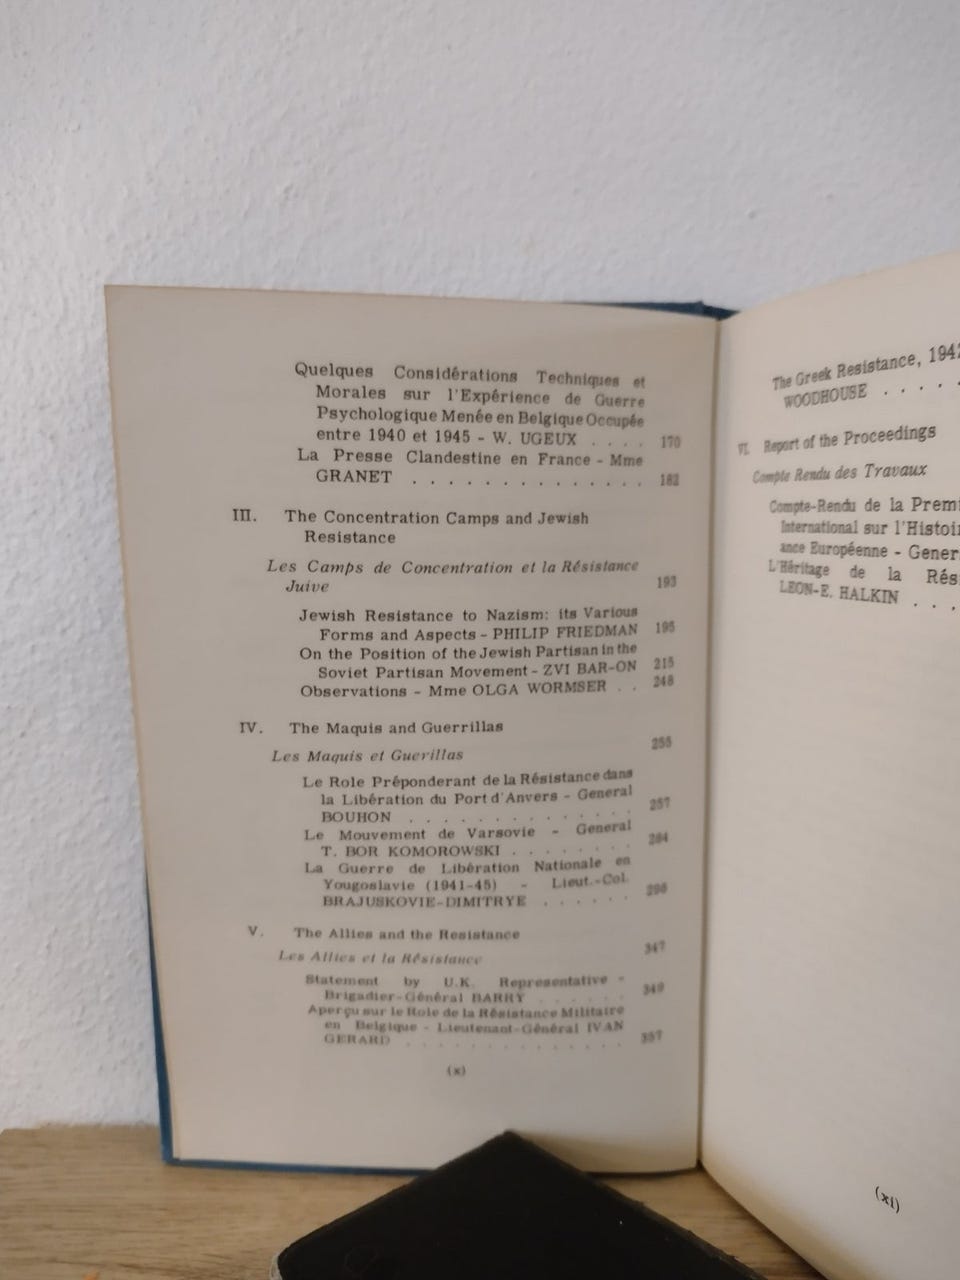 Quelques Considérations Techniques et
Morales sur l'Expérience de Guerre
Psychologique Menée en Belgique Occupée
entre 1940 et 1945 - W. UGEUX . . . . 170
La Presse Clandestine en France - Mme
GRANET . . . . . . . . . . . . . . 182
III. The Concentration Camps and Jewish
Resistance
Les Camps de Concentration et la Résistance
Juive 193
Jewish Resistance to Nazism: its Various
Forms and Aspects - PHILIP FRIEDMAN 195
On the Position of the Jewish Partisan in the
Soviet Partisan Movement - ZVI BAR-ON 215
Observations - Mme OLGA WORMSER . . 248
IV. The Maquis and Guerrillas
Les Maquis et Guerillas 255
Le Role Préponderant de la Résistance dans
la Libération du Port d'Anvers - General
BOUHON . . . . . . . . . . . . . 257
Le Mouvement de Varsovie - General
T. BOR KOMOROWSKI . . . . . . . 284
La Guerre de Libération Nationale en
Yougoslavie (1941-45) - Lieut.-Col.
BRAJUSKOVIE-DIMITRYE . . . . . .
V. The Allies and the Resistance
Les Allies et la Résistance 347
Statement by U.K. Representative -
Brigadier-Général BARRY . . . . . . 349
Aperçu sur le Role de la Résistance Militaire
en Belgique - Lieutenant-Général IVAN
GERARD . . . . . . . . . . . . . 357
(x)
The Greek Resistance, 194
WOODHOUSE . . . .
VI. Report of the Proceedings
Compte Rendu des Travaux
Compte-Rendu de la Premi
International sur l'Histoi
ance Européenne - Gener
L'Héritage de la Rés
LEON-E. HALKIN . . .
(xi)